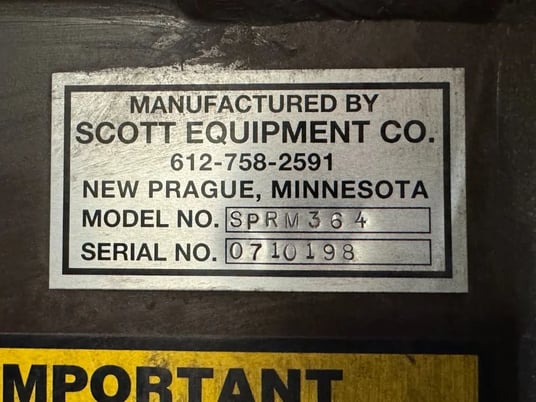 MANUFACTURED BY
SCOTT EQUIPMENT CO.
612-758-2591
NEW PRAGUE, MINNESOTA
MODEL NO. SPRM364
SERIAL NO. 0710198
MPORTANT